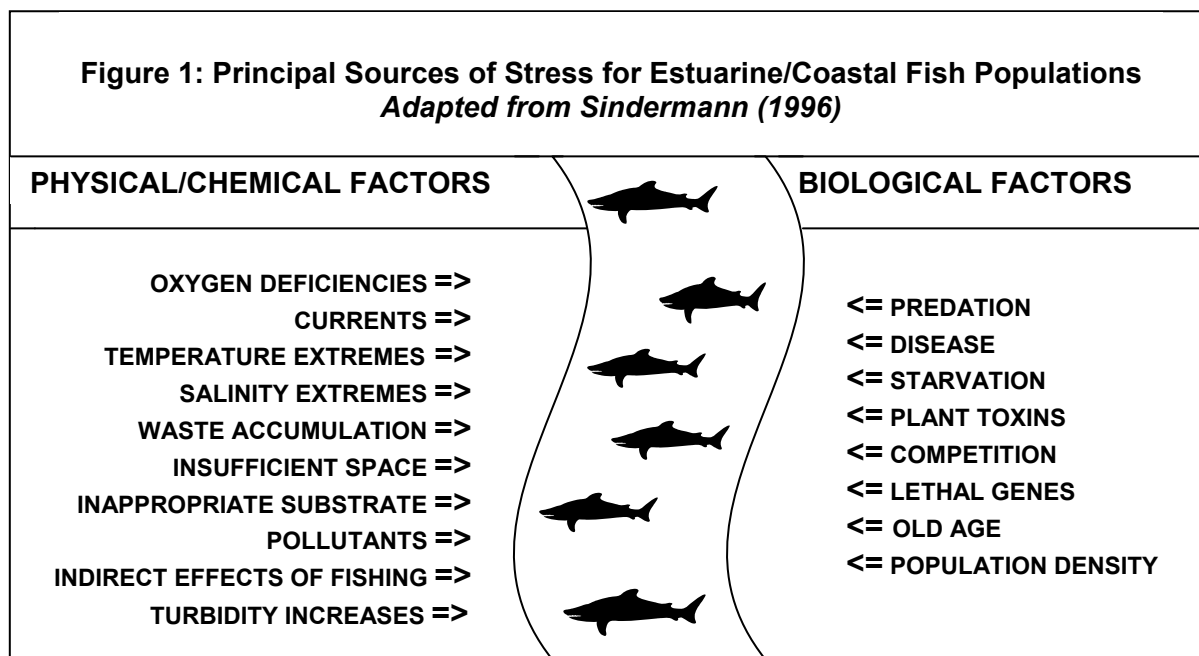 Figure 1: Principal Sources of Stress for Estuarine/Coastal Fish Populations
Adapted from Sindermann (1996)
PHYSICAL/CHEMICAL FACTORS
OXYGEN DEFICIENCIES =>
CURRENTS =>
TEMPERATURE EXTREMES =>
SALINITY EXTREMES =>
WASTE ACCUMULATION =>
INSUFFICIENT SPACE =>
INAPPROPRIATE SUBSTRATE =>
POLLUTANTS =>
INDIRECT EFFECTS OF FISHING =>
TURBIDITY INCREASES =>
BIOLOGICAL FACTORS
<= PREDATION
<= DISEASE
<= STARVATION
<= PLANT TOXINS
<= COMPETITION
<= LETHAL GENES
<= OLD AGE
<= POPULATION DENSITY